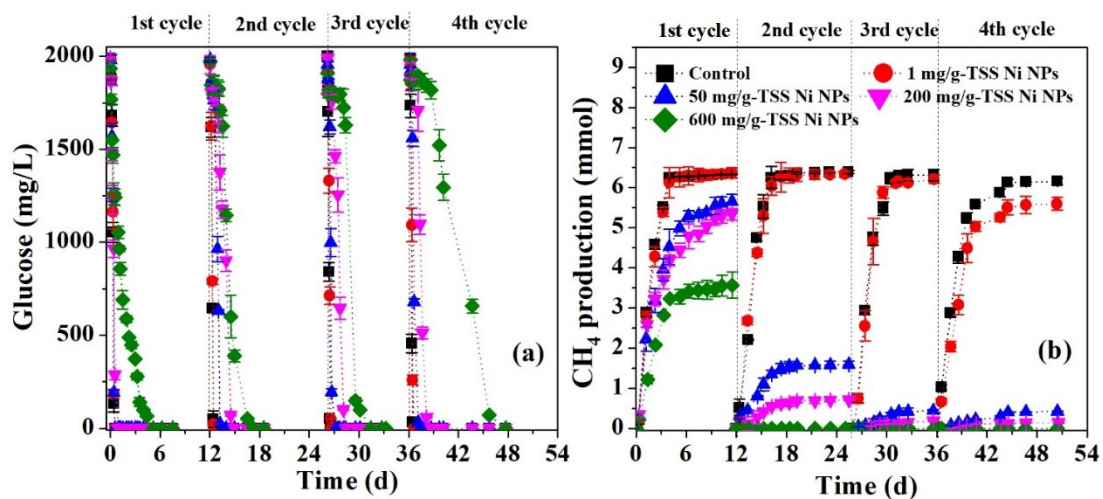 1st cycle 2nd cycle 3rd cycle 4th cycle
2000
1500
1000
500
0
Glucose (mg/L)
(a)
0 6 12 18 24 30 36 42 48 54
Time (d)
1st cycle 2nd cycle 3rd cycle 4th cycle
9
8
7
6
5
4
3
2
1
0
CH₄ production (mmol)
Control 1 mg/g-TSS Ni NPs
50 mg/g-TSS Ni NPs 200 mg/g-TSS Ni NPs
600 mg/g-TSS Ni NPs
(b)
0 6 12 18 24 30 36 42 48 54
Time (d)